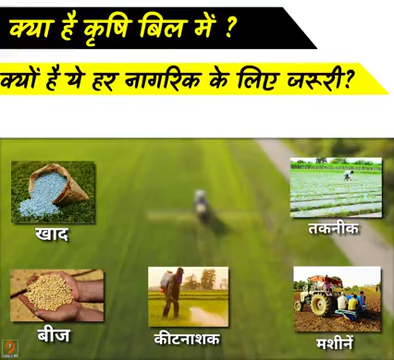 क्या है कृषि बिल में ?
क्यों है ये हर नागरिक के लिए जरूरी?
खाद
तकनीक
बीज
कीटनाशक
मशीनें